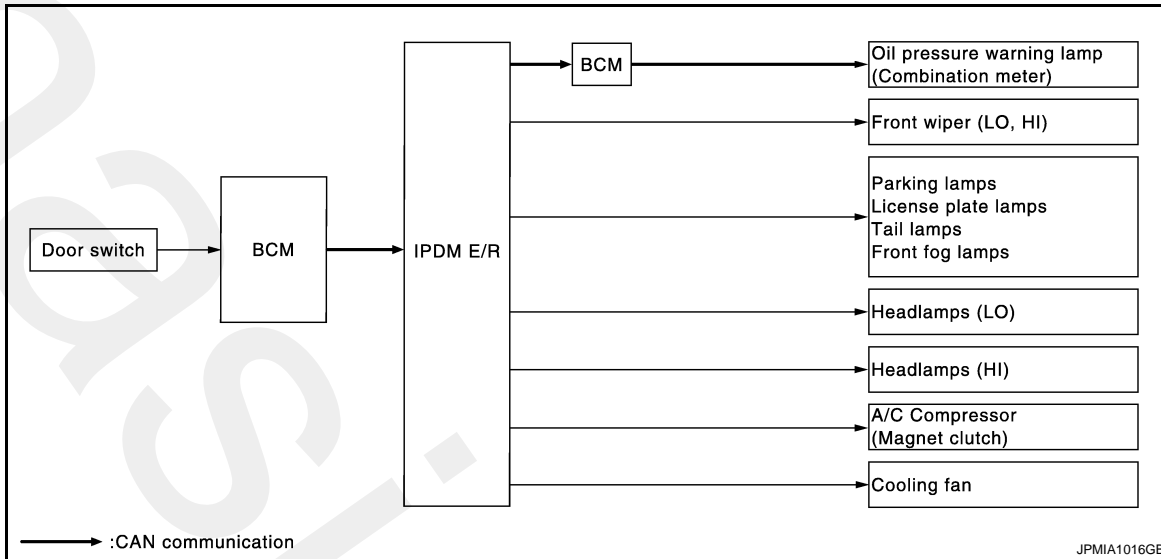 Door switch
BCM
IPDM E/R
BCM
Oil pressure warning lamp
(Combination meter)
Front wiper (LO, HI)
Parking lamps
License plate lamps
Tail lamps
Front fog lamps
Headlamps (LO)
Headlamps (HI)
A/C Compressor
(Magnet clutch)
Cooling fan
:CAN communication
JPMIA1016GB